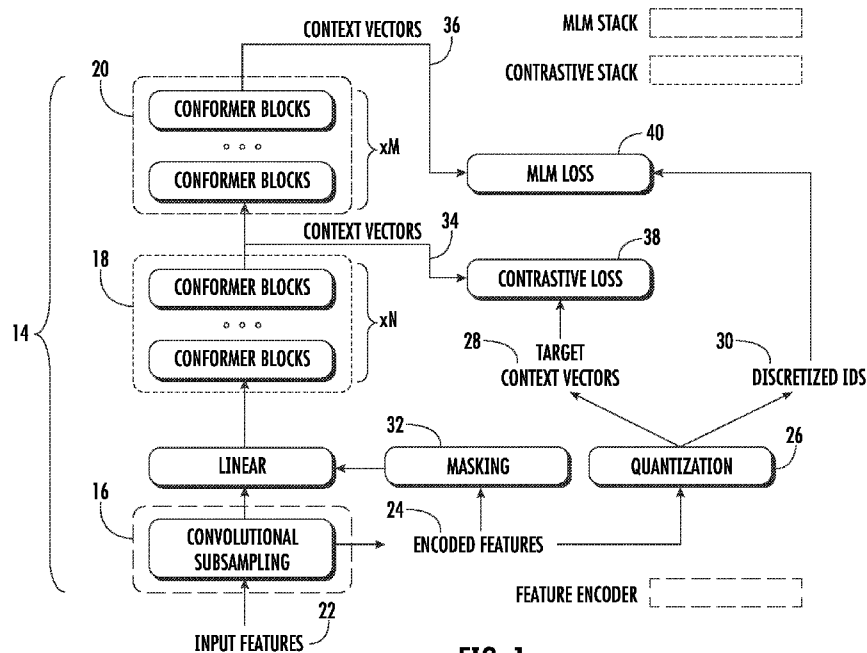 CONTEXT VECTORS
36
MLM STACK
CONTRASTIVE STACK
20
CONFORMER BLOCKS
xM
CONFORMER BLOCKS
40
MLM LOSS
CONTEXT VECTORS
34
18
CONFORMER BLOCKS
xN
CONFORMER BLOCKS
38
CONTRASTIVE LOSS
14
28
TARGET
CONTEXT VECTORS
30
DISCRETIZED IDS
32
LINEAR
MASKING
QUANTIZATION
26
16
CONVOLUTIONAL
SUBSAMPLING
24
ENCODED FEATURES
FEATURE ENCODER
22
INPUT FEATURES
FIG. 1